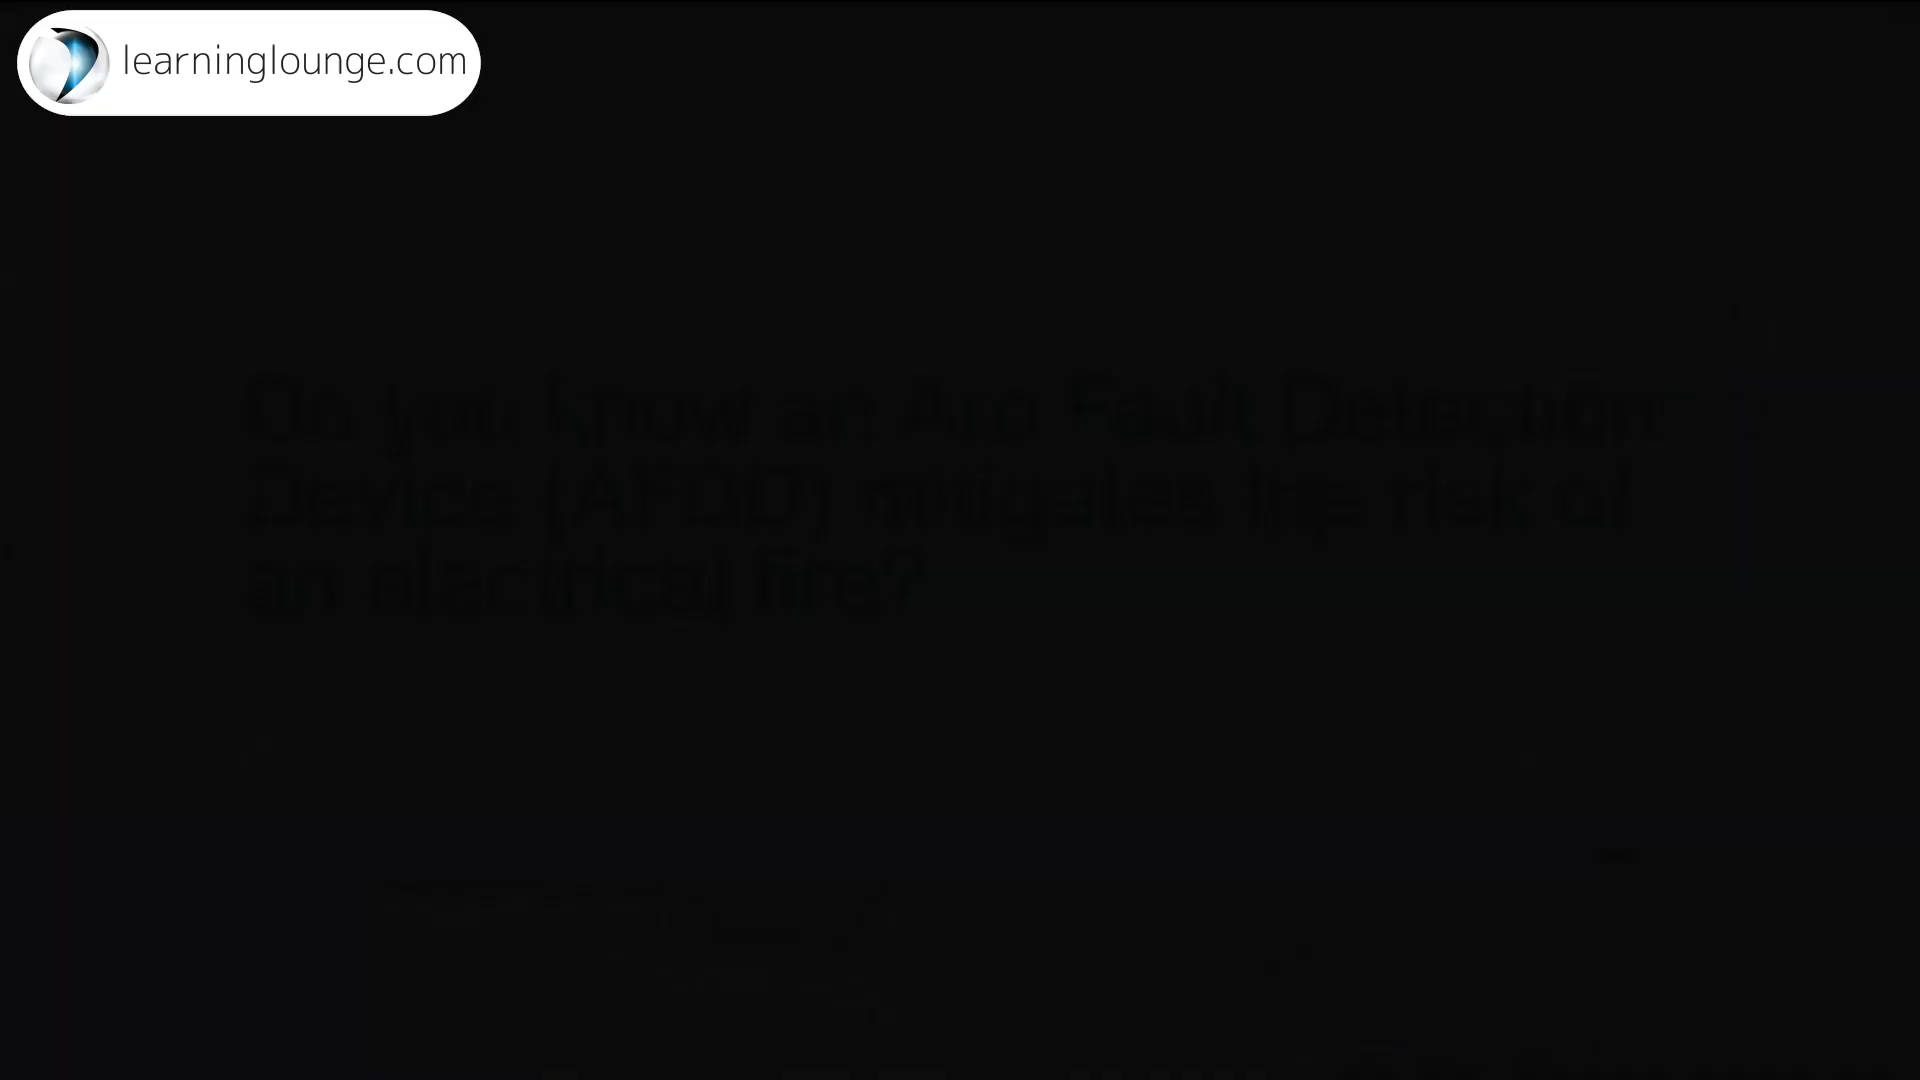 learninglounge.com
Do you know an Arc Fault Detection
Device (AFDD) mitigates the risk of
an electrical fire?